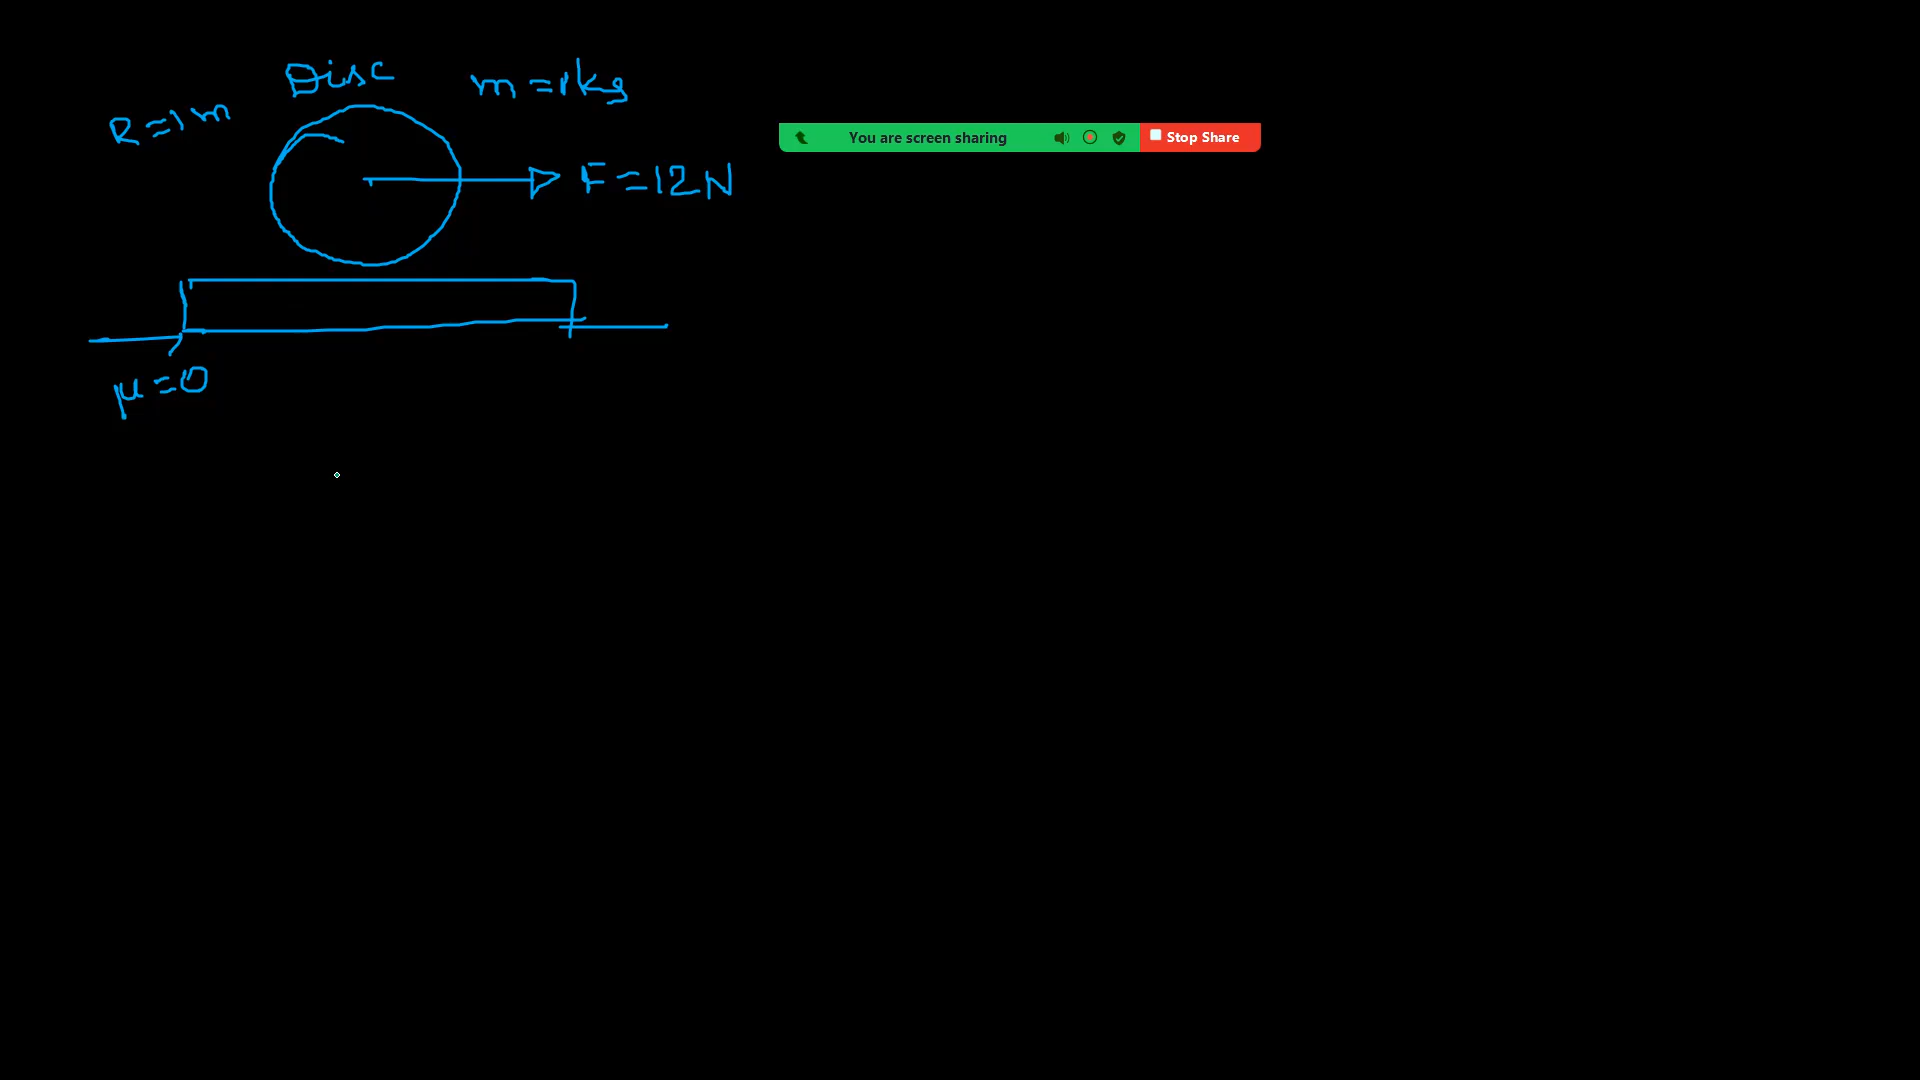 Disc
m = 1kg
R = 1m
You are screen sharing
Stop Share
F = 12N
μ = 0